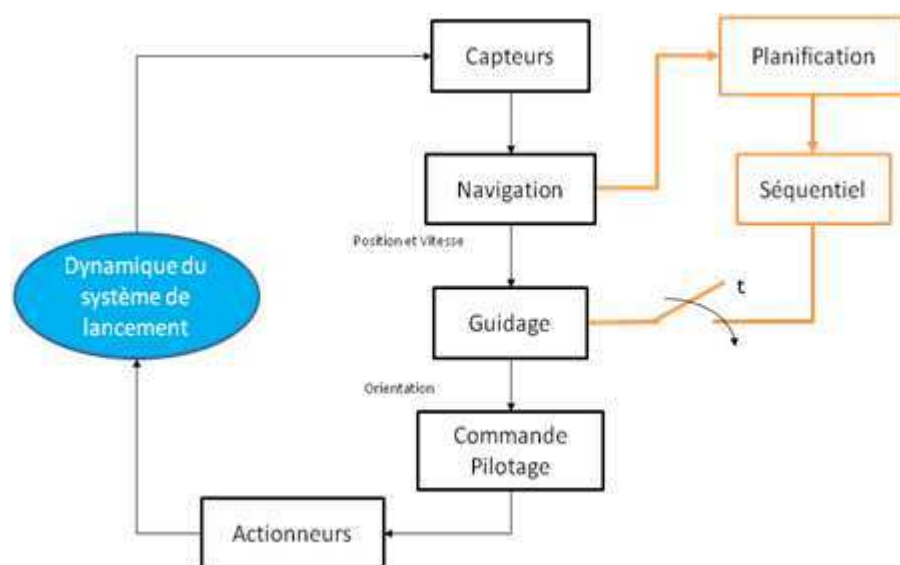 Capteurs
Planification
Navigation
Séquentiel
Position et Vitesse
Dynamique du
système de
lancement
t
Guidage
Orientation
Commande
Pilotage
Actionneurs